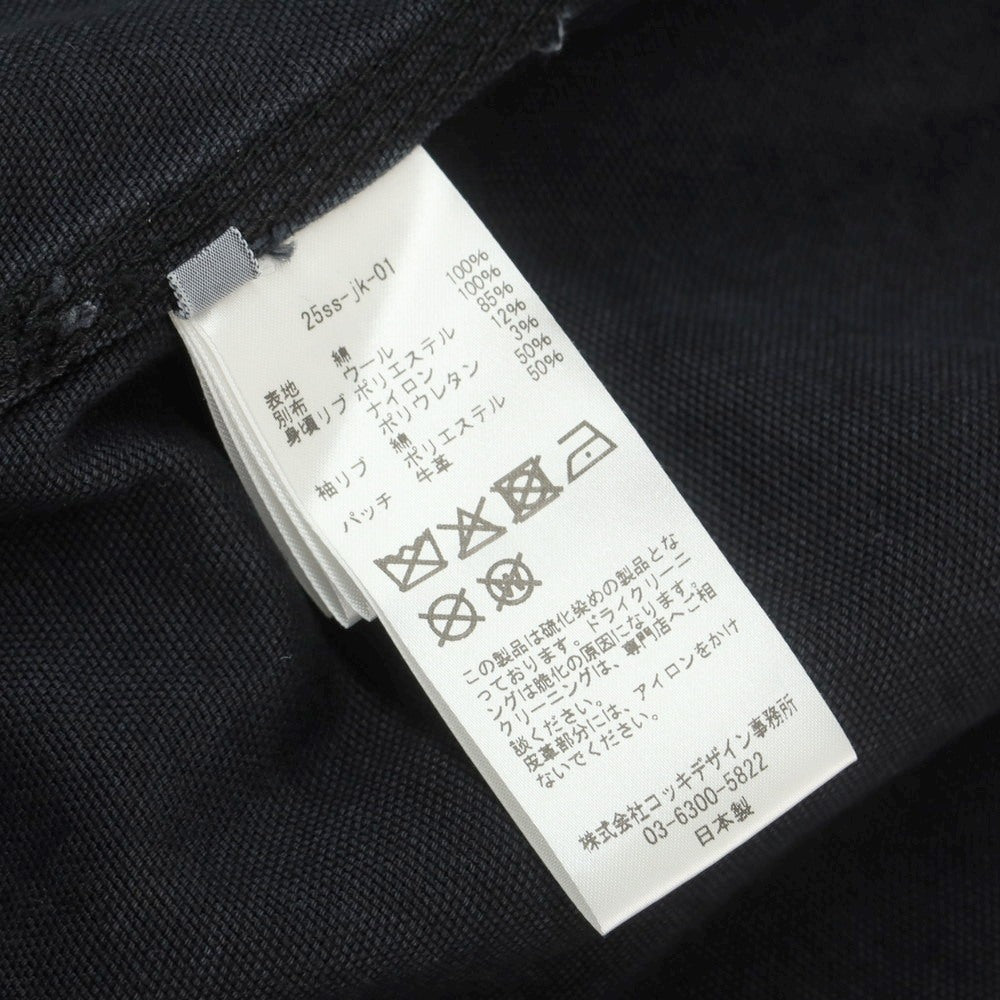 25ss-jk-01
表地 綿 100%
別布 ウール 100%
身頃リブ ポリエステル 85%
ナイロン 12%
ポリウレタン 3%
袖リブ 綿 50%
ポリエステル 50%
パッチ 牛革
この製品は硫化染めの製品とな
っております。ドライクリーニ
ングは脆化の原因になります。
クリーニングは、専門店へご相
談ください。
皮革部分には、アイロンをかけ
ないでください。
株式会社コッキデザイン事務所
03-6300-5822
日本製